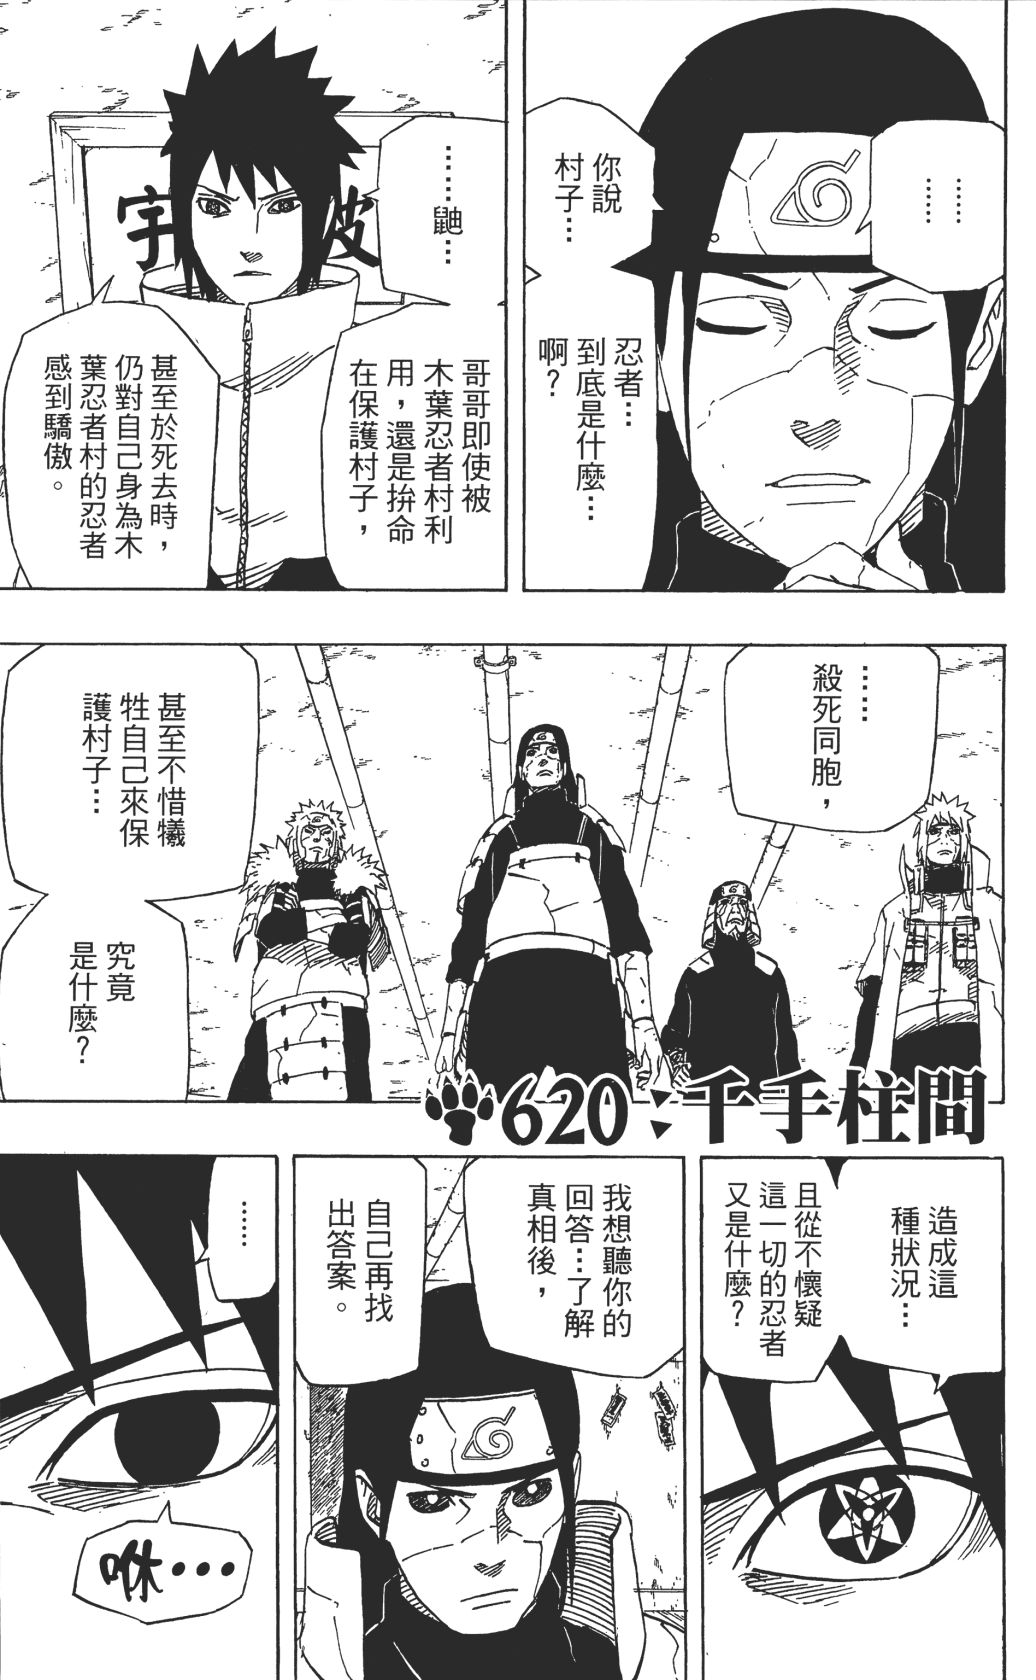 ……
……
你說
村子…
忍者…
到底是什麼…
啊？
宇
波
……鼬…
哥哥即使被
木葉忍者村利
用，還是拚命
在保護村子，
甚至於死去時，
仍對自己身為木
葉忍者村的忍者
感到驕傲。
……
殺死同胞，
甚至不惜犧
牲自己來保
護村子…
究竟
是什麼？
620：千手柱間
造成這
種狀況…
且從不懷疑
這一切的忍者
又是什麼？
我想聽你的
回答…了解
真相後，
自己再找
出答案。
……
咻…